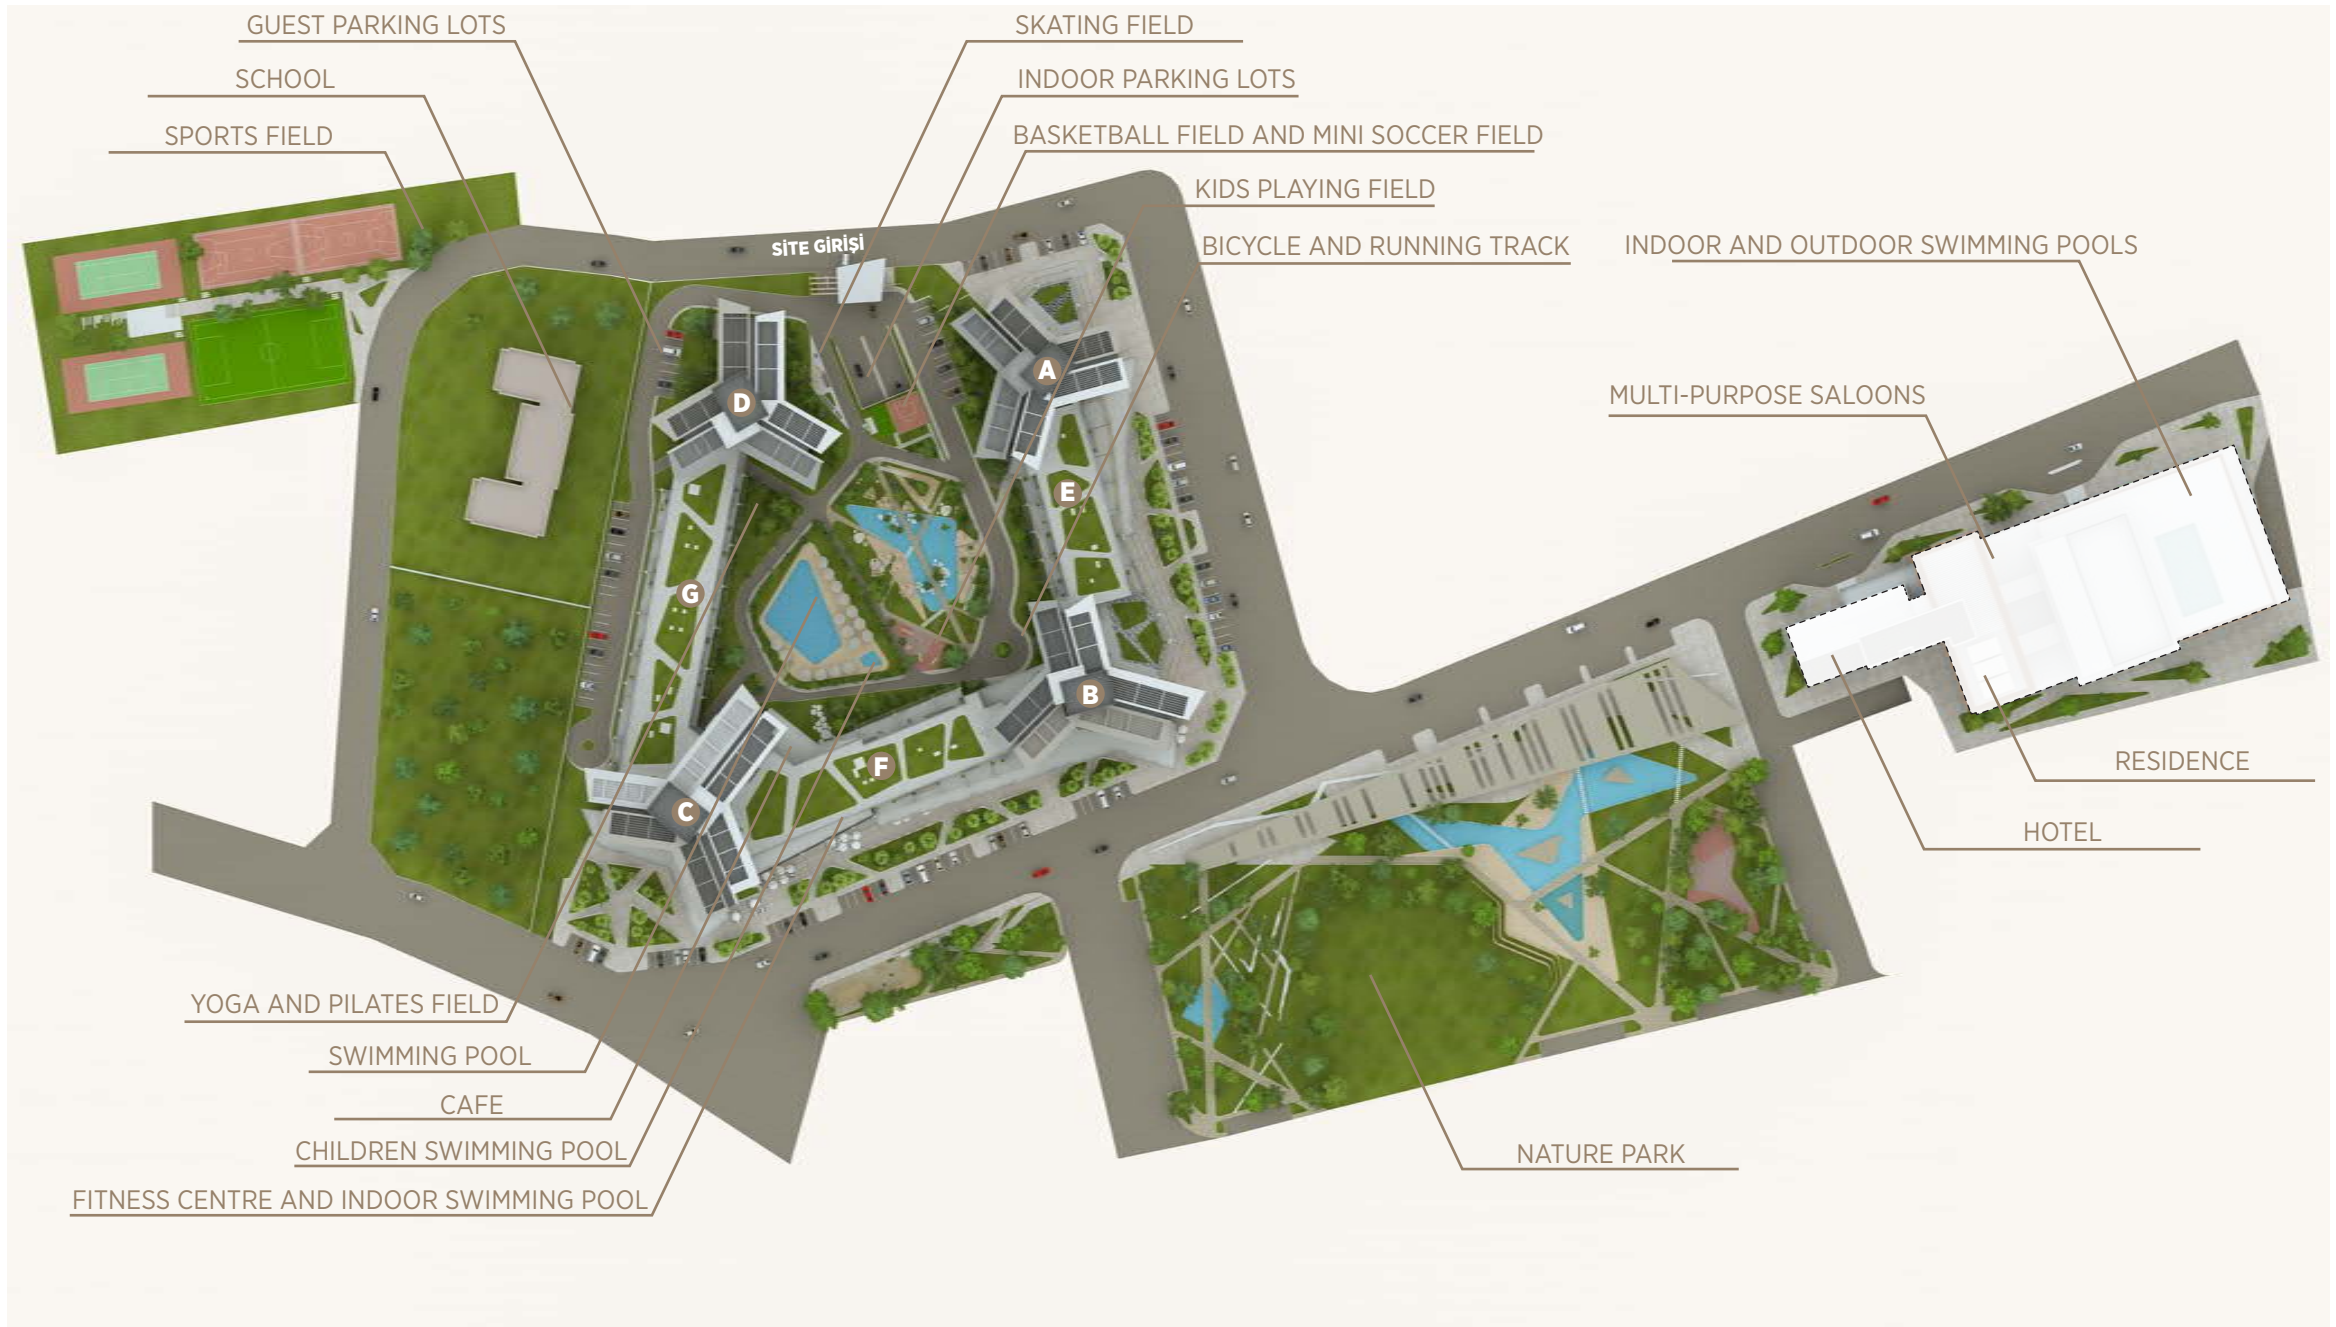 GUEST PARKING LOTS
SCHOOL
SPORTS FIELD
SKATING FIELD
INDOOR PARKING LOTS
BASKETBALL FIELD AND MINI SOCCER FIELD
KIDS PLAYING FIELD
BICYCLE AND RUNNING TRACK
INDOOR AND OUTDOOR SWIMMING POOLS
MULTI-PURPOSE SALOONS
SİTE GİRİŞİ
A
D
E
G
B
F
C
RESIDENCE
HOTEL
YOGA AND PILATES FIELD
SWIMMING POOL
CAFE
CHILDREN SWIMMING POOL
FITNESS CENTRE AND INDOOR SWIMMING POOL
NATURE PARK